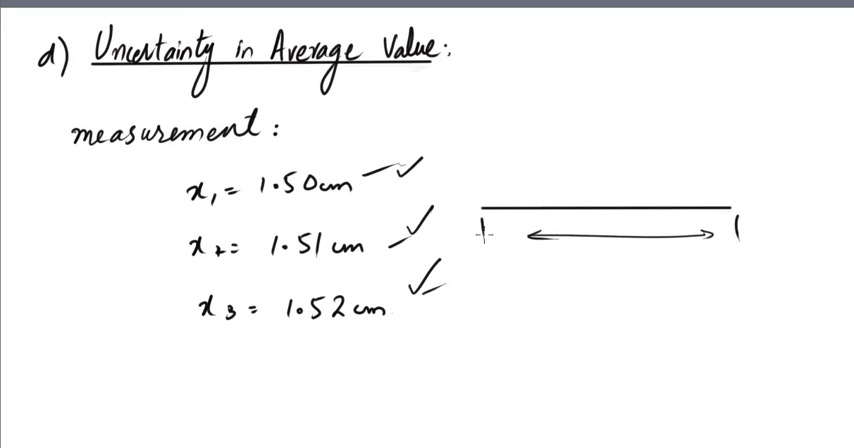 d) Uncertainty in Average Value:
measurement:
x₁ = 1.50cm
x₂ = 1.51 cm
x₃ = 1.52 cm